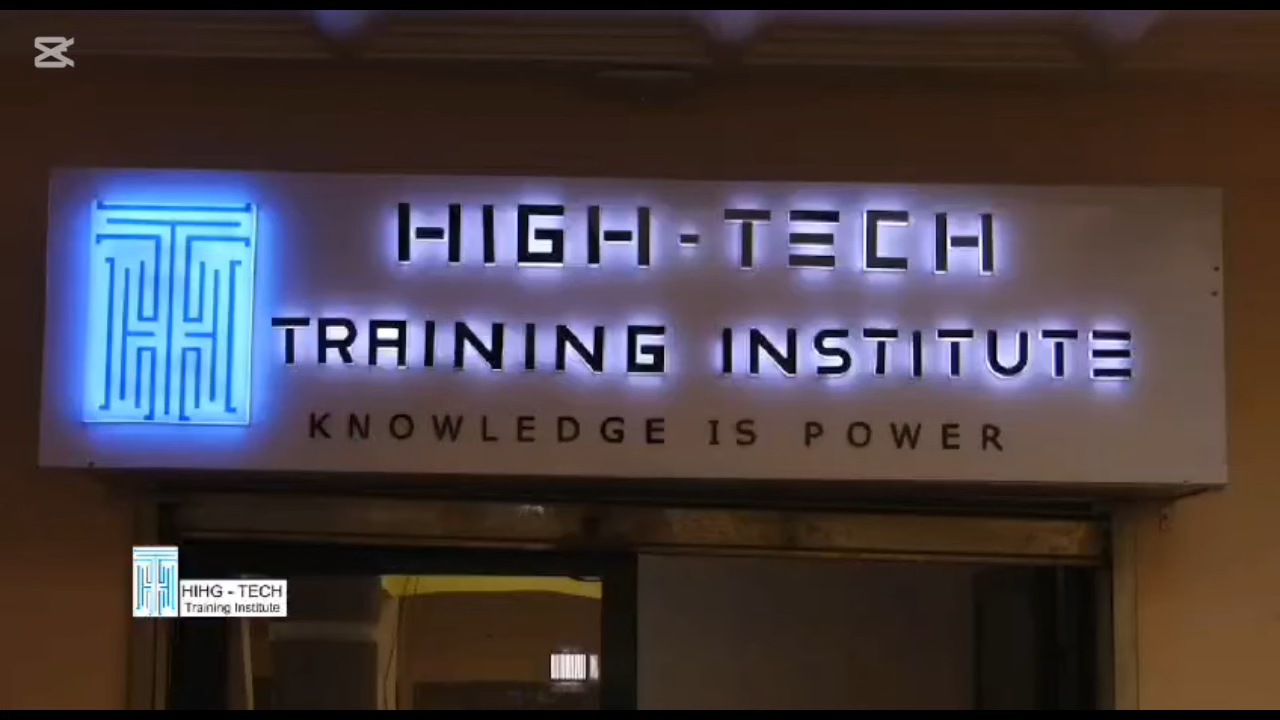 HIGH-TECH
TRAINING INSTITUTE
KNOWLEDGE IS POWER
HIHG - TECH
Training Institute